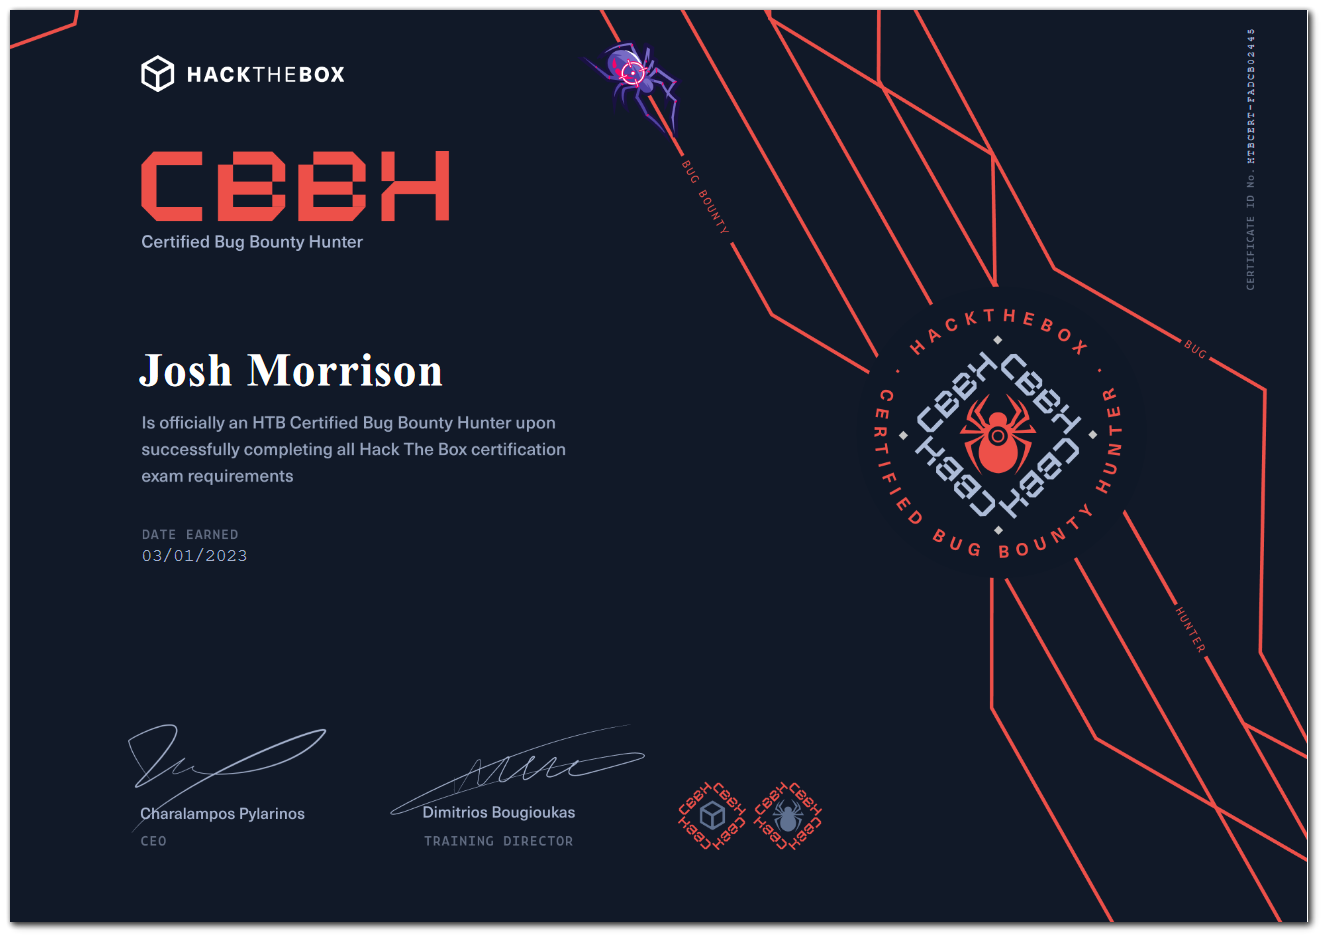 HACKTHEBOX
CBBH
Certified Bug Bounty Hunter
Josh Morrison
Is officially an HTB Certified Bug Bounty Hunter upon
successfully completing all Hack The Box certification
exam requirements
DATE EARNED
03/01/2023
Charalampos Pylarinos
CEO
Dimitrios Bougioukas
TRAINING DIRECTOR
CBBH CBBH CBBH CBBH
CBBH CBBH CBBH CBBH
BUG BOUNTY
· HACKTHEBOX ·
CERTIFIED BUG BOUNTY HUNTER
CBBH CBBH CBBH CBBH
BUG
HUNTER
CERTIFICATE ID No. HTBCERT-FADCB02445